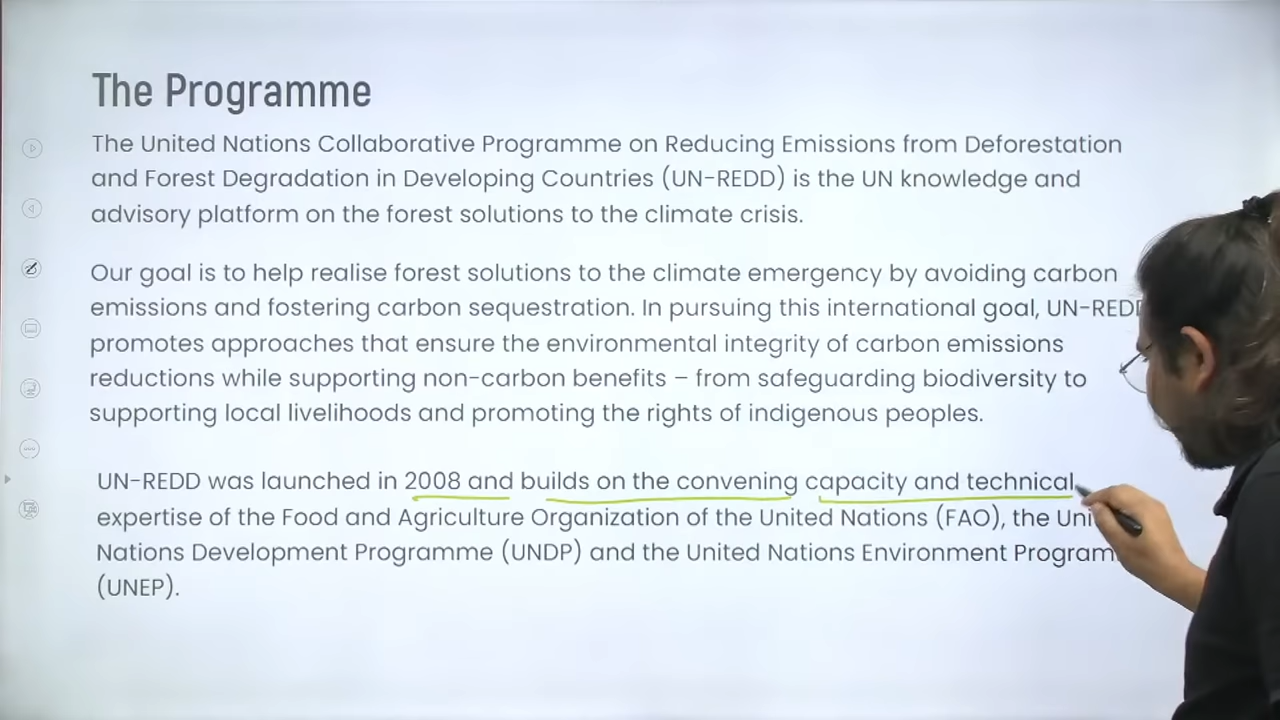 The Programme
The United Nations Collaborative Programme on Reducing Emissions from Deforestation
and Forest Degradation in Developing Countries (UN-REDD) is the UN knowledge and
advisory platform on the forest solutions to the climate crisis.
Our goal is to help realise forest solutions to the climate emergency by avoiding carbon
emissions and fostering carbon sequestration. In pursuing this international goal, UN-REDD
promotes approaches that ensure the environmental integrity of carbon emissions
reductions while supporting non-carbon benefits – from safeguarding biodiversity to
supporting local livelihoods and promoting the rights of indigenous peoples.
UN-REDD was launched in 2008 and builds on the convening capacity and technical
expertise of the Food and Agriculture Organization of the United Nations (FAO), the
Nations Development Programme (UNDP) and the United Nations Environment
(UNEP).